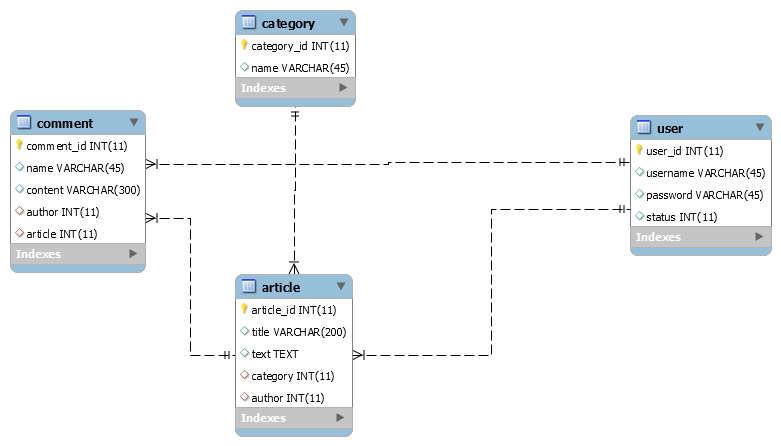 category
category_id INT(11)
name VARCHAR(45)
Indexes
comment
comment_id INT(11)
name VARCHAR(45)
content VARCHAR(300)
author INT(11)
article INT(11)
Indexes
user
user_id INT(11)
username VARCHAR(45)
password VARCHAR(45)
status INT(11)
Indexes
article
article_id INT(11)
title VARCHAR(200)
text TEXT
category INT(11)
author INT(11)
Indexes